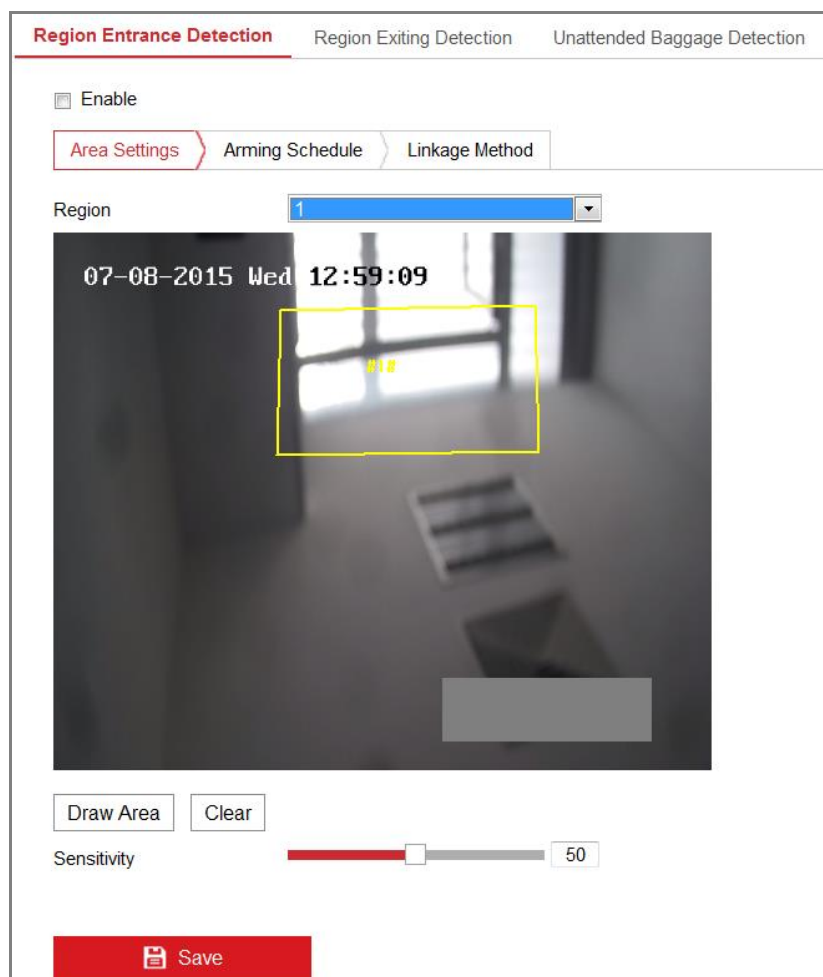 Region Entrance Detection Region Exiting Detection Unattended Baggage Detection
Enable
Area Settings Arming Schedule Linkage Method
Region 1
07-08-2015 Wed 12:59:09
#1#
Draw Area Clear
Sensitivity 50
Save